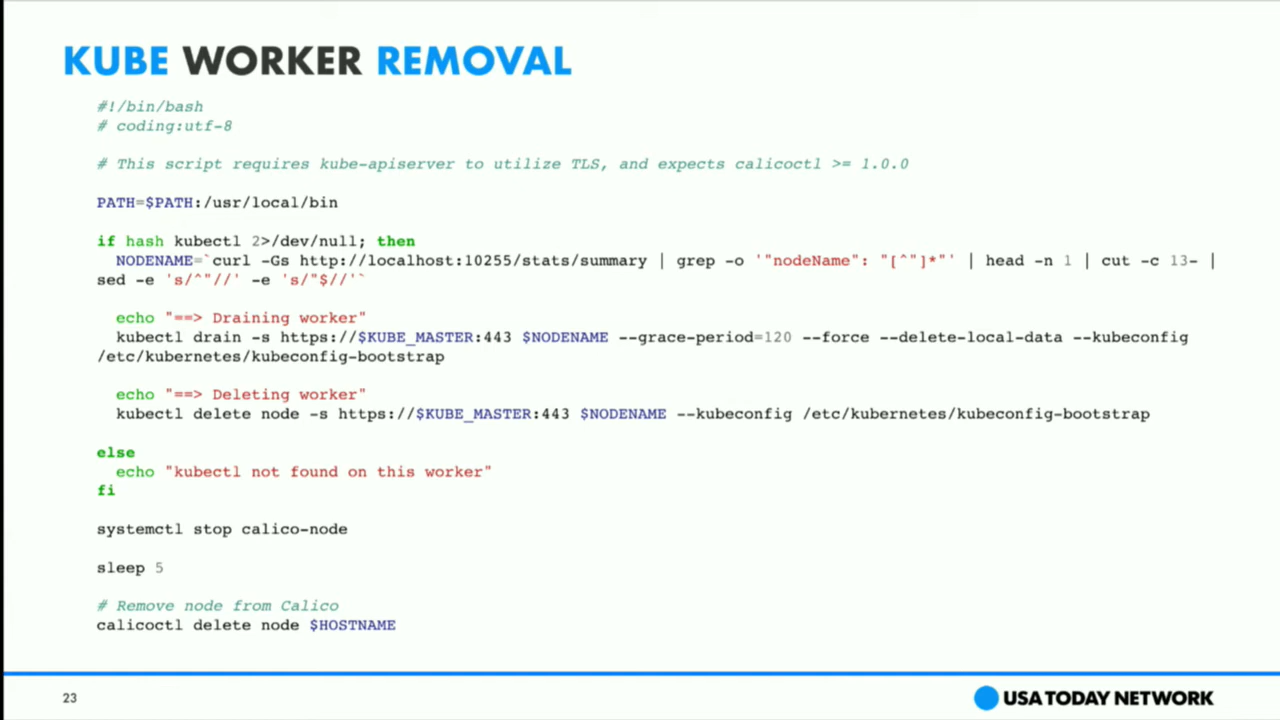 KUBE WORKER REMOVAL
#!/bin/bash
# coding:utf-8
# This script requires kube-apiserver to utilize TLS, and expects calicoctl >= 1.0.0
PATH=$PATH:/usr/local/bin
if hash kubectl 2>/dev/null; then
  NODENAME=`curl -Gs http://localhost:10255/stats/summary | grep -o '"nodeName": "[^"]*"' | head -n 1 | cut -c 13- |
sed -e 's/^"//' -e 's/"$//'`
  echo "==> Draining worker"
  kubectl drain -s https://$KUBE_MASTER:443 $NODENAME --grace-period=120 --force --delete-local-data --kubeconfig
/etc/kubernetes/kubeconfig-bootstrap
  echo "==> Deleting worker"
  kubectl delete node -s https://$KUBE_MASTER:443 $NODENAME --kubeconfig /etc/kubernetes/kubeconfig-bootstrap
else
  echo "kubectl not found on this worker"
fi
systemctl stop calico-node
sleep 5
# Remove node from Calico
calicoctl delete node $HOSTNAME
23
USA TODAY NETWORK